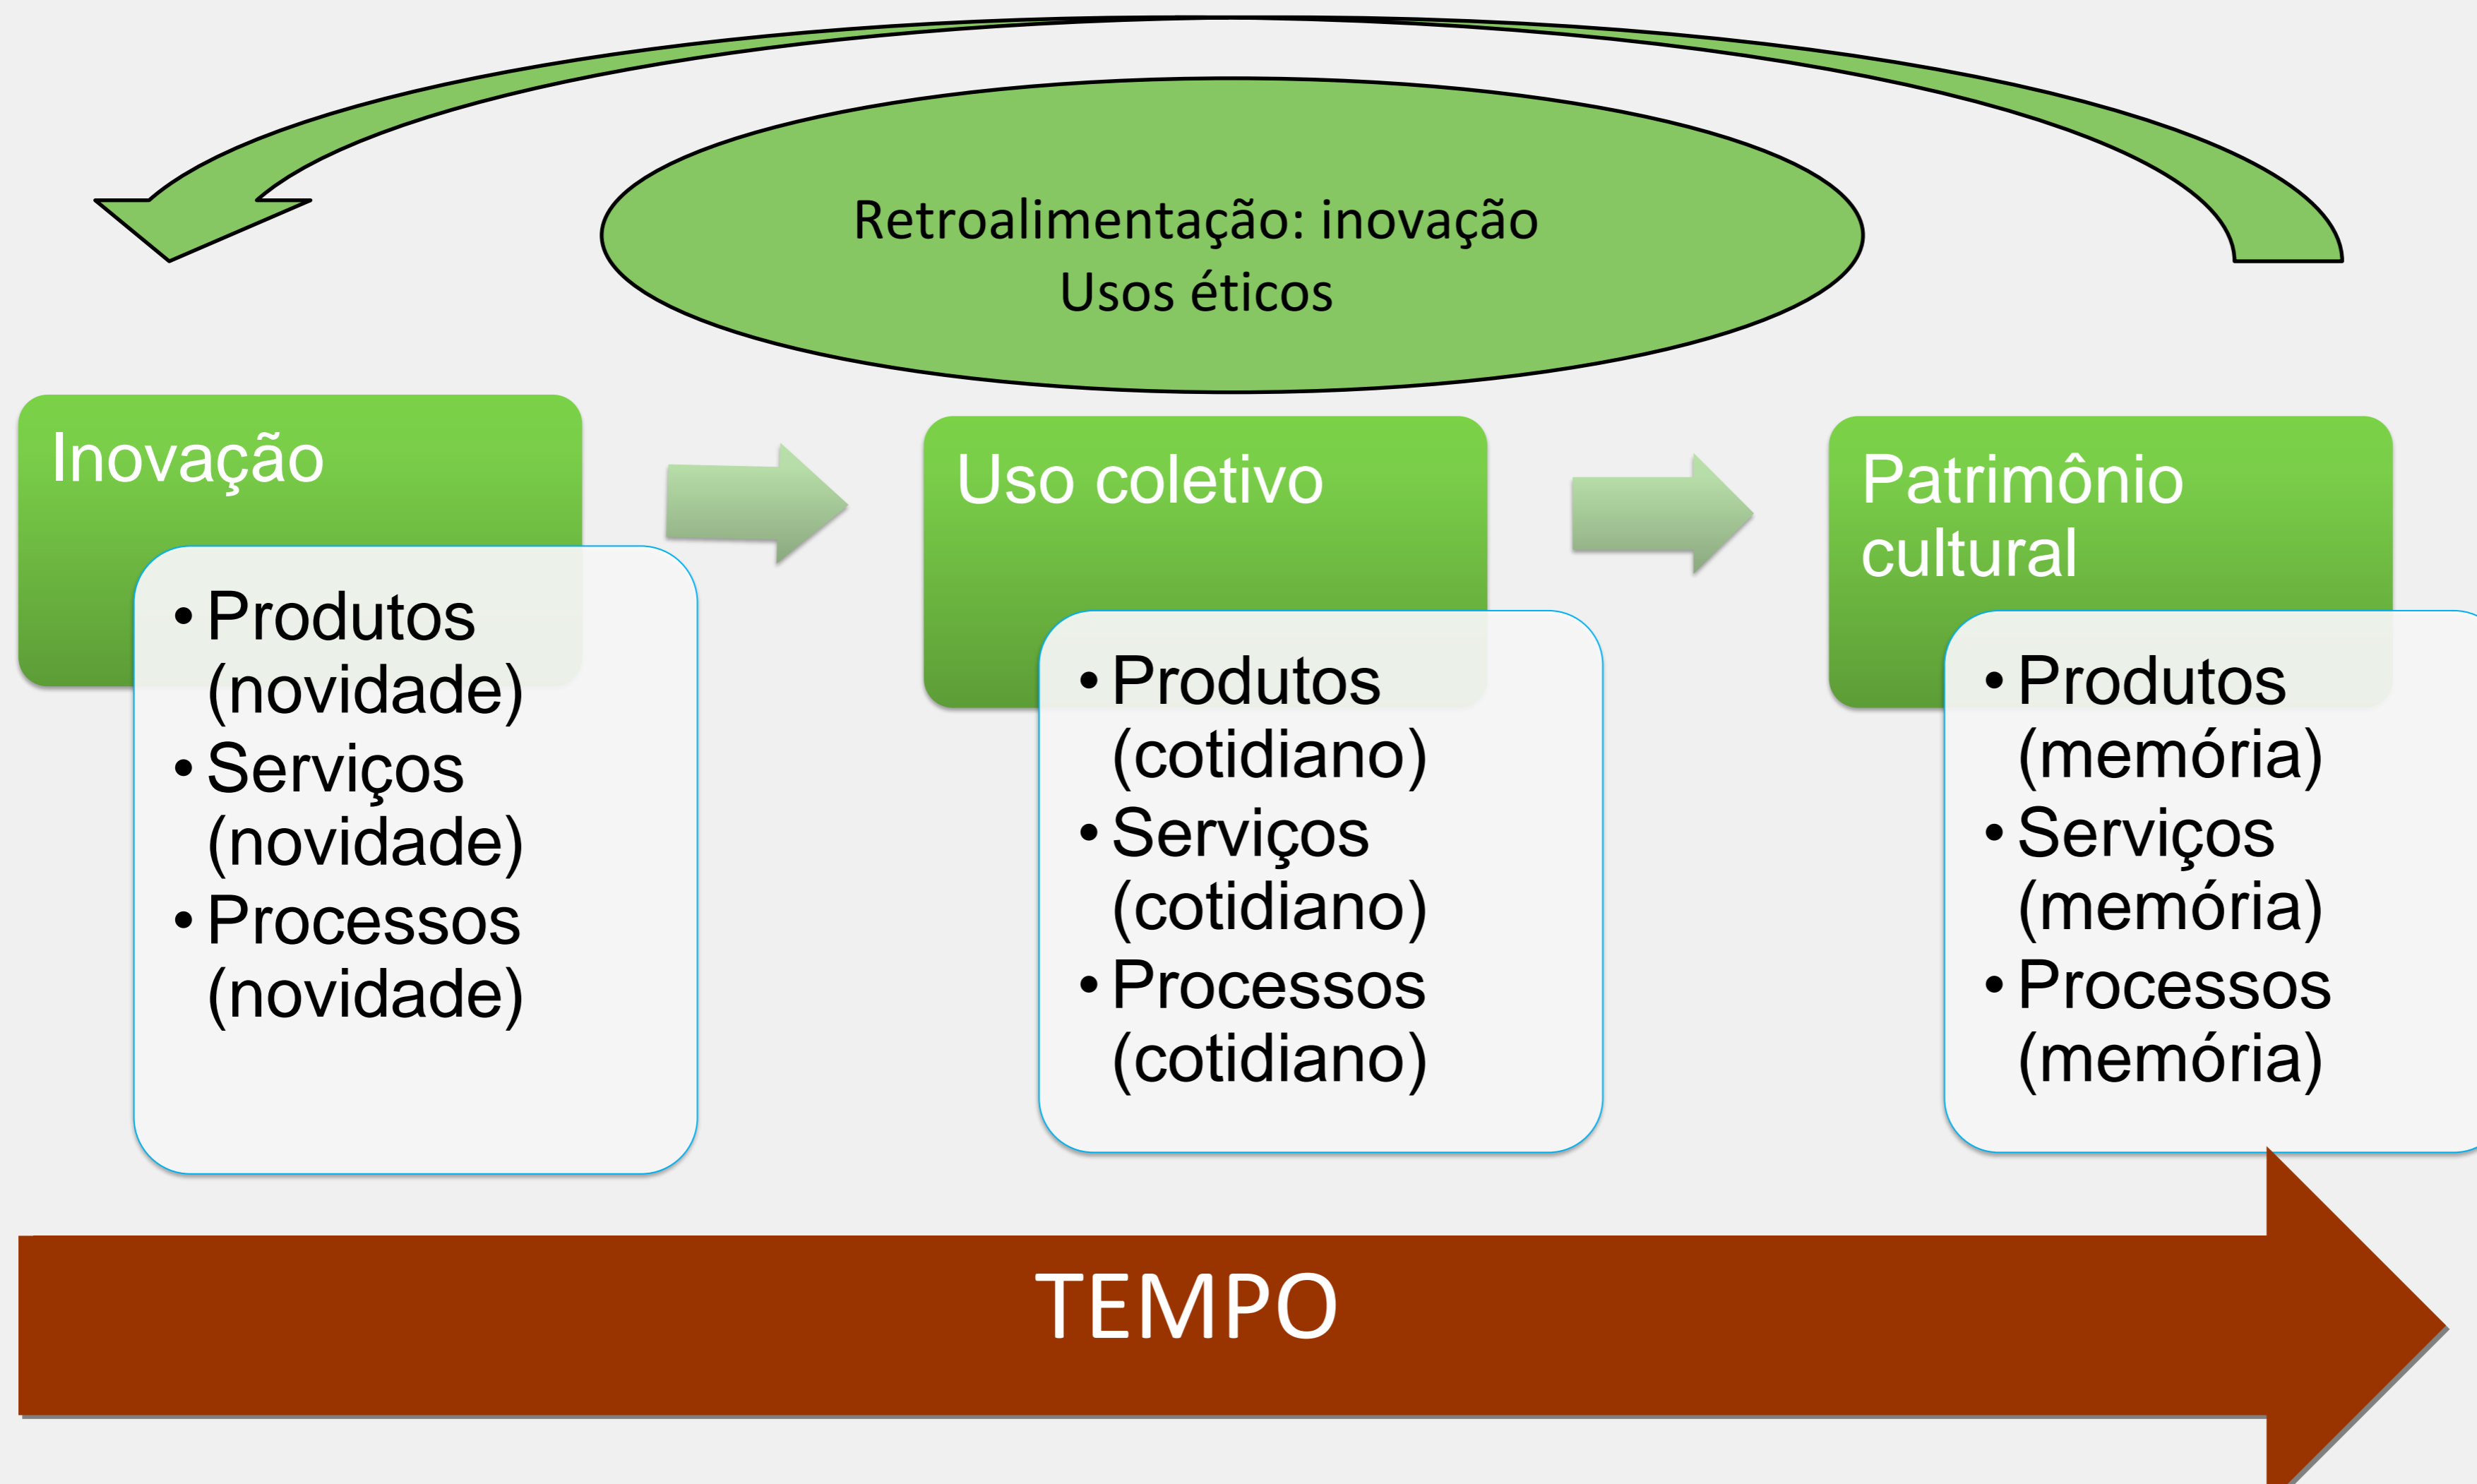 Retroalimentação: inovação
Usos éticos
Inovação
• Produtos
(novidade)
• Serviços
(novidade)
• Processos
(novidade)
Uso coletivo
• Produtos
(cotidiano)
• Serviços
(cotidiano)
• Processos
(cotidiano)
Patrimônio
cultural
• Produtos
(memória)
• Serviços
(memória)
• Processos
(memória)
TEMPO